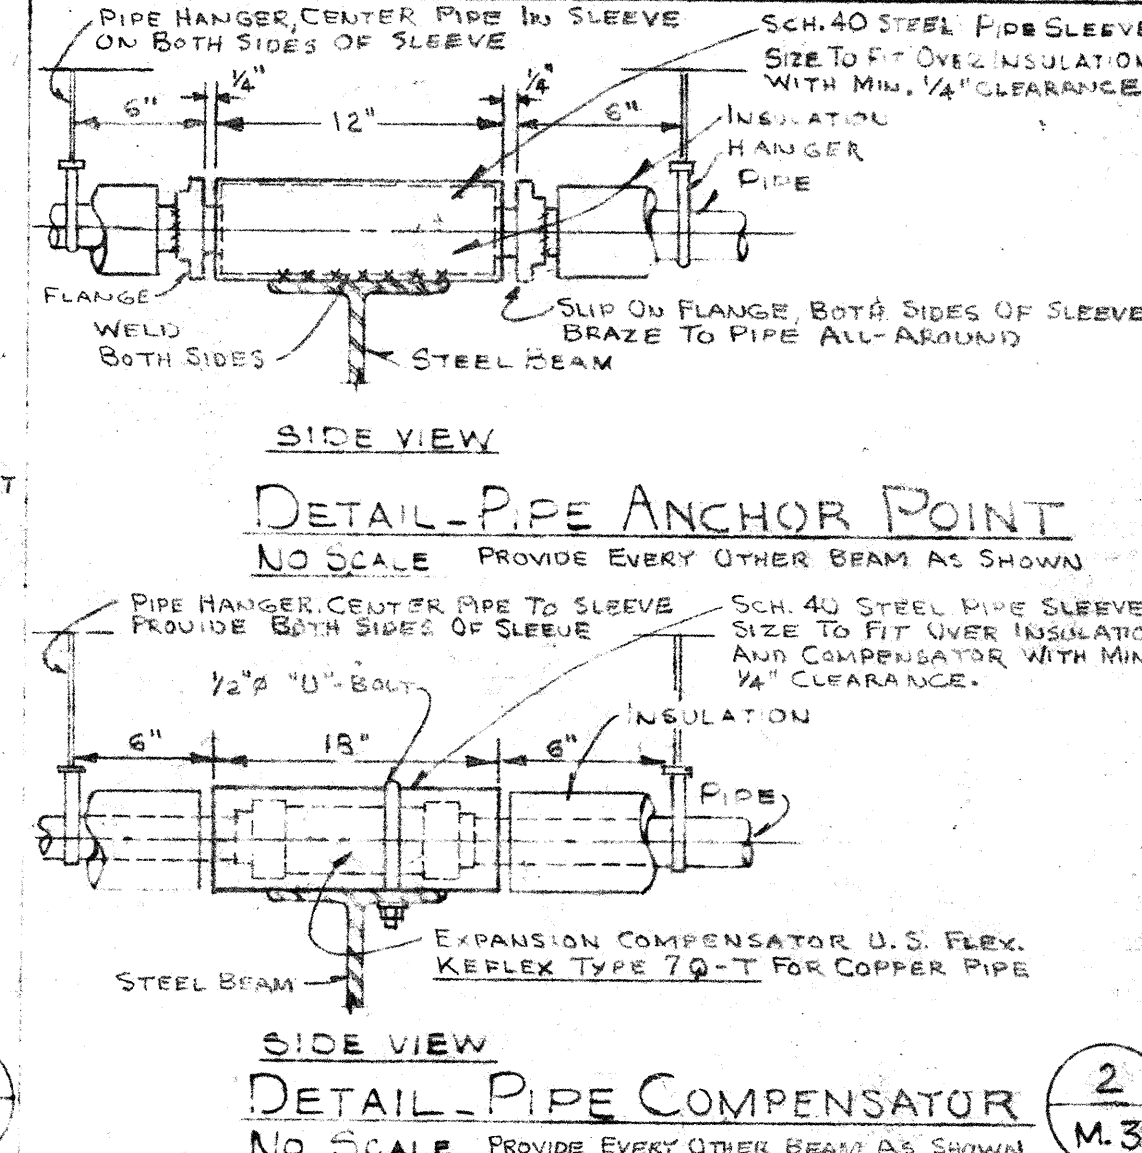 PIPE HANGER, CENTER PIPE IN SLEEVE
ON BOTH SIDES OF SLEEVE
SCH. 40 STEEL PIPE SLEEVE
SIZE TO FIT OVER INSULATION
WITH MIN. 1/4" CLEARANCE
6"
1/4"
12"
1/4"
6"
INSULATION
HANGER
PIPE
FLANGE
WELD
BOTH SIDES
STEEL BEAM
SLIP ON FLANGE, BOTH SIDES OF SLEEVE
BRAZE TO PIPE ALL-AROUND
SIDE VIEW
T
DETAIL-PIPE ANCHOR POINT
NO SCALE PROVIDE EVERY OTHER BEAM AS SHOWN
PIPE HANGER, CENTER PIPE TO SLEEVE
PROVIDE BOTH SIDES OF SLEEVE
SCH. 40 STEEL PIPE SLEEVE
SIZE TO FIT OVER INSULATIO
AND COMPENSATOR WITH MIN
1/4" CLEARANCE.
1/2"Ø "U"-BOLT
INSULATION
6"
18"
6"
PIPE
EXPANSION COMPENSATOR U.S. FLEX.
KEFLEX TYPE 7Q-T FOR COPPER PIPE
STEEL BEAM
SIDE VIEW
DETAIL-PIPE COMPENSATOR
2
M.3
NO SCALE PROVIDE EVERY OTHER BEAM AS SHOWN